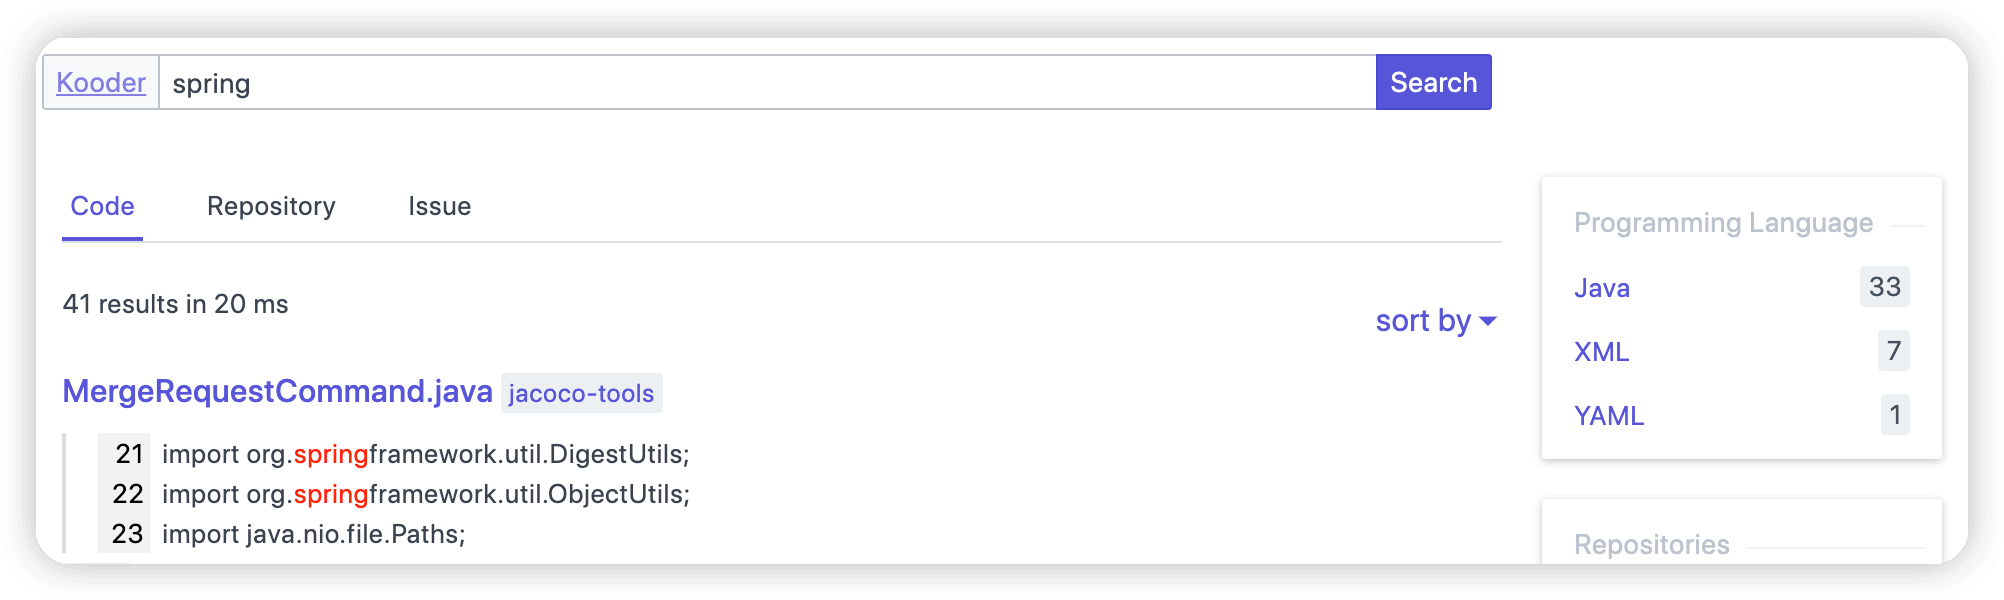 Kooder spring Search
Code Repository Issue
41 results in 20 ms
sort by
MergeRequestCommand.java jacoco-tools
21 import org.springframework.util.DigestUtils;
22 import org.springframework.util.ObjectUtils;
23 import java.nio.file.Paths;
Programming Language
Java 33
XML 7
YAML 1
Repositories